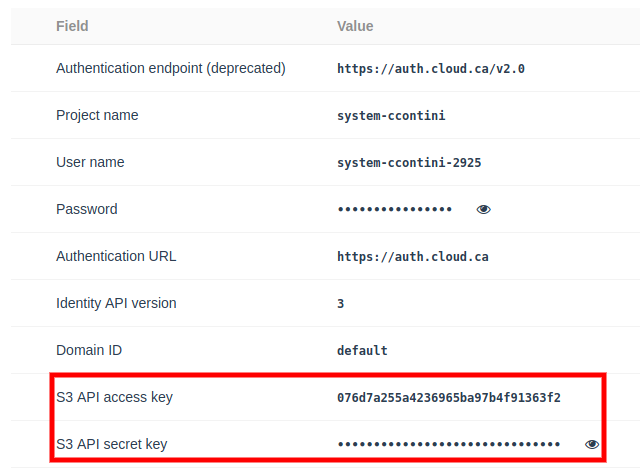 Field Value
Authentication endpoint (deprecated) https://auth.cloud.ca/v2.0
Project name system-ccontini
User name system-ccontini-2925
Password ••••••••••••••••
Authentication URL https://auth.cloud.ca
Identity API version 3
Domain ID default
S3 API access key 076d7a255a4236965ba97b4f91363f2
S3 API secret key •••••••••••••••••••••••••••••••